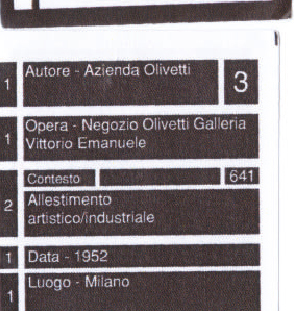 1 Autore - Azienda Olivetti 3
1 Opera - Negozio Olivetti Galleria
Vittorio Emanuele
Contesto 641
2 Allestimento
artistico/industriale
1 Data - 1952
1 Luogo - Milano